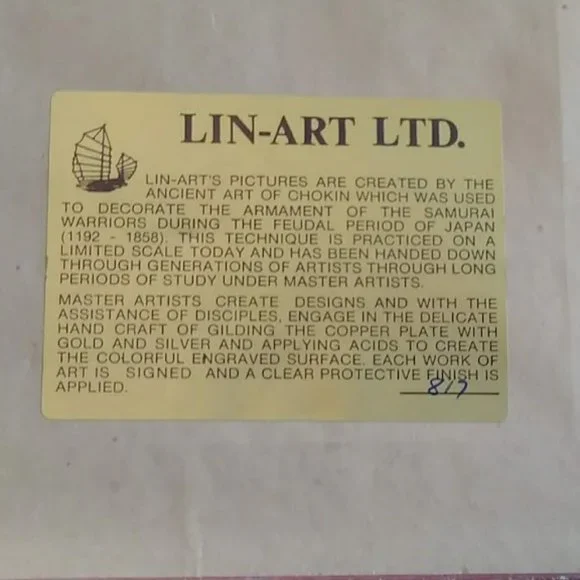 LIN-ART LTD.
LIN-ART'S PICTURES ARE CREATED BY THE
ANCIENT ART OF CHOKIN WHICH WAS USED
TO DECORATE THE ARMAMENT OF THE SAMURAI
WARRIORS DURING THE FEUDAL PERIOD OF JAPAN
(1192 - 1858). THIS TECHNIQUE IS PRACTICED ON A
LIMITED SCALE TODAY AND HAS BEEN HANDED DOWN
THROUGH GENERATIONS OF ARTISTS THROUGH LONG
PERIODS OF STUDY UNDER MASTER ARTISTS.
MASTER ARTISTS CREATE DESIGNS AND WITH THE
ASSISTANCE OF DISCIPLES, ENGAGE IN THE DELICATE
HAND CRAFT OF GILDING THE COPPER PLATE WITH
GOLD AND SILVER AND APPLYING ACIDS TO CREATE
THE COLORFUL ENGRAVED SURFACE. EACH WORK OF
ART IS SIGNED AND A CLEAR PROTECTIVE FINISH IS
APPLIED. 817